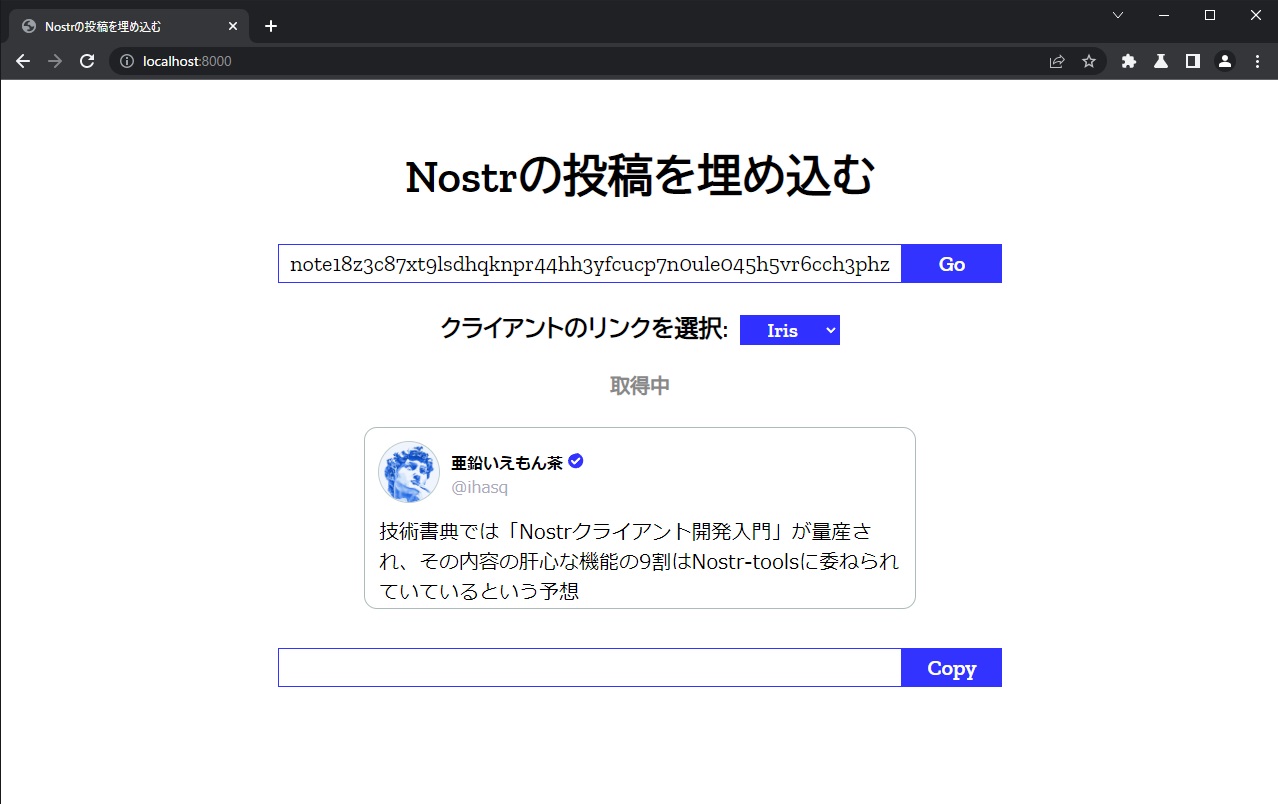 Nostrの投稿を埋め込む
localhost:8000
Nostrの投稿を埋め込む
note18z3c87xt9lsdhqknpr44hh3yfcucp7n0ule045h5vr6cch3phz
Go
クライアントのリンクを選択: Iris
取得中
亜鉛いえもん茶
@ihasq
技術書典では「Nostrクライアント開発入門」が量産さ
れ、その内容の肝心な機能の9割はNostr-toolsに委ねられ
ていているという予想
Copy